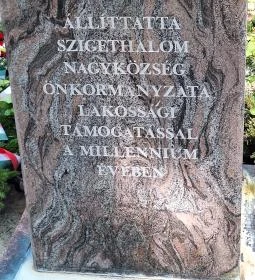 ÁLLÍTTATTA
SZIGETHALOM
NAGYKÖZSÉG
ÖNKORMÁNYZATA
LAKOSSÁGI
TÁMOGATÁSSAL
A MILLENNIUM
ÉVÉBEN